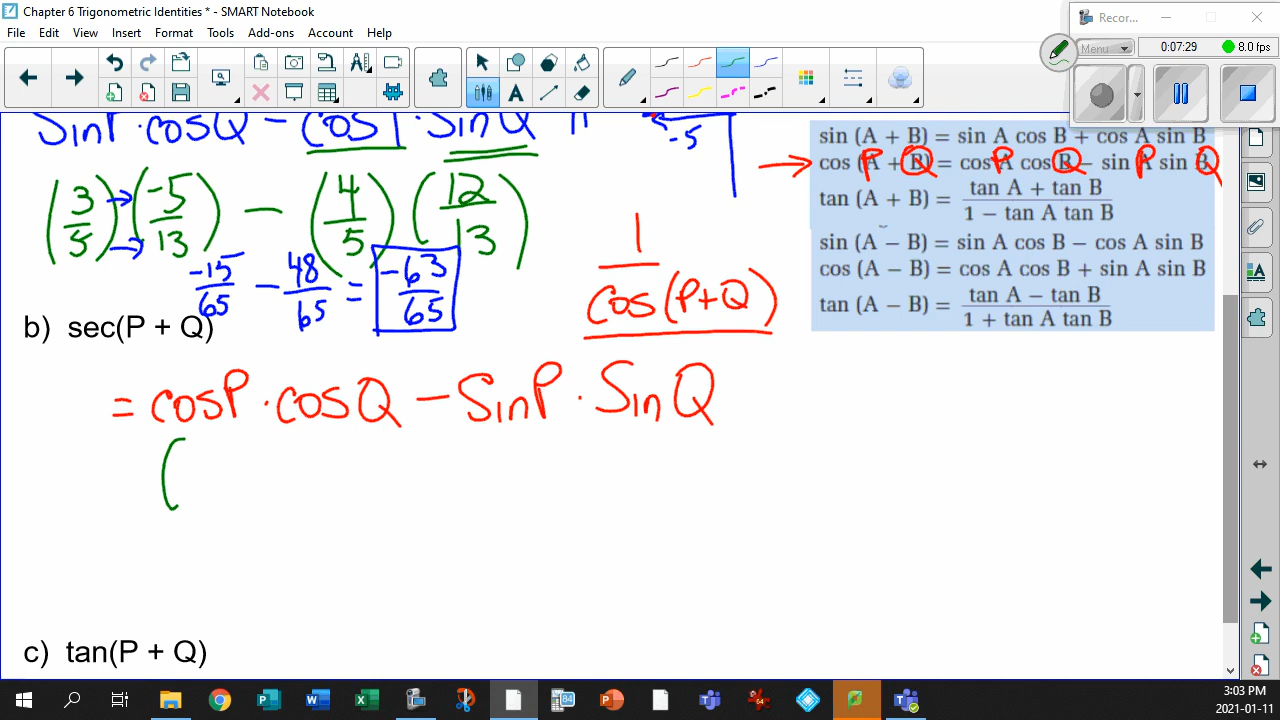 Chapter 6 Trigonometric Identities * - SMART Notebook
Recor...
File Edit View Insert Format Tools Add-ons Account Help
Menu 0:07:29 8.0 fps
A
SinP · cosQ - cosP · SinQ
-5
sin (A + B) = sin A cos B + cos A sin B
cos (A + B) = cos A cos B - sin A sin B
P Q P Q P Q
tan (A + B) = (tan A + tan B)/(1 - tan A tan B)
sin (A − B) = sin A cos B − cos A sin B
cos (A − B) = cos A cos B + sin A sin B
tan (A − B) = (tan A − tan B)/(1 + tan A tan B)
(3/5)(-5/13) - (4/5)(12/13)
-15/65 - 48/65 = -63/65
1/cos(P+Q)
b) sec(P + Q)
= cosP · cosQ - SinP · SinQ
(
c) tan(P + Q)
3:03 PM
2021-01-11